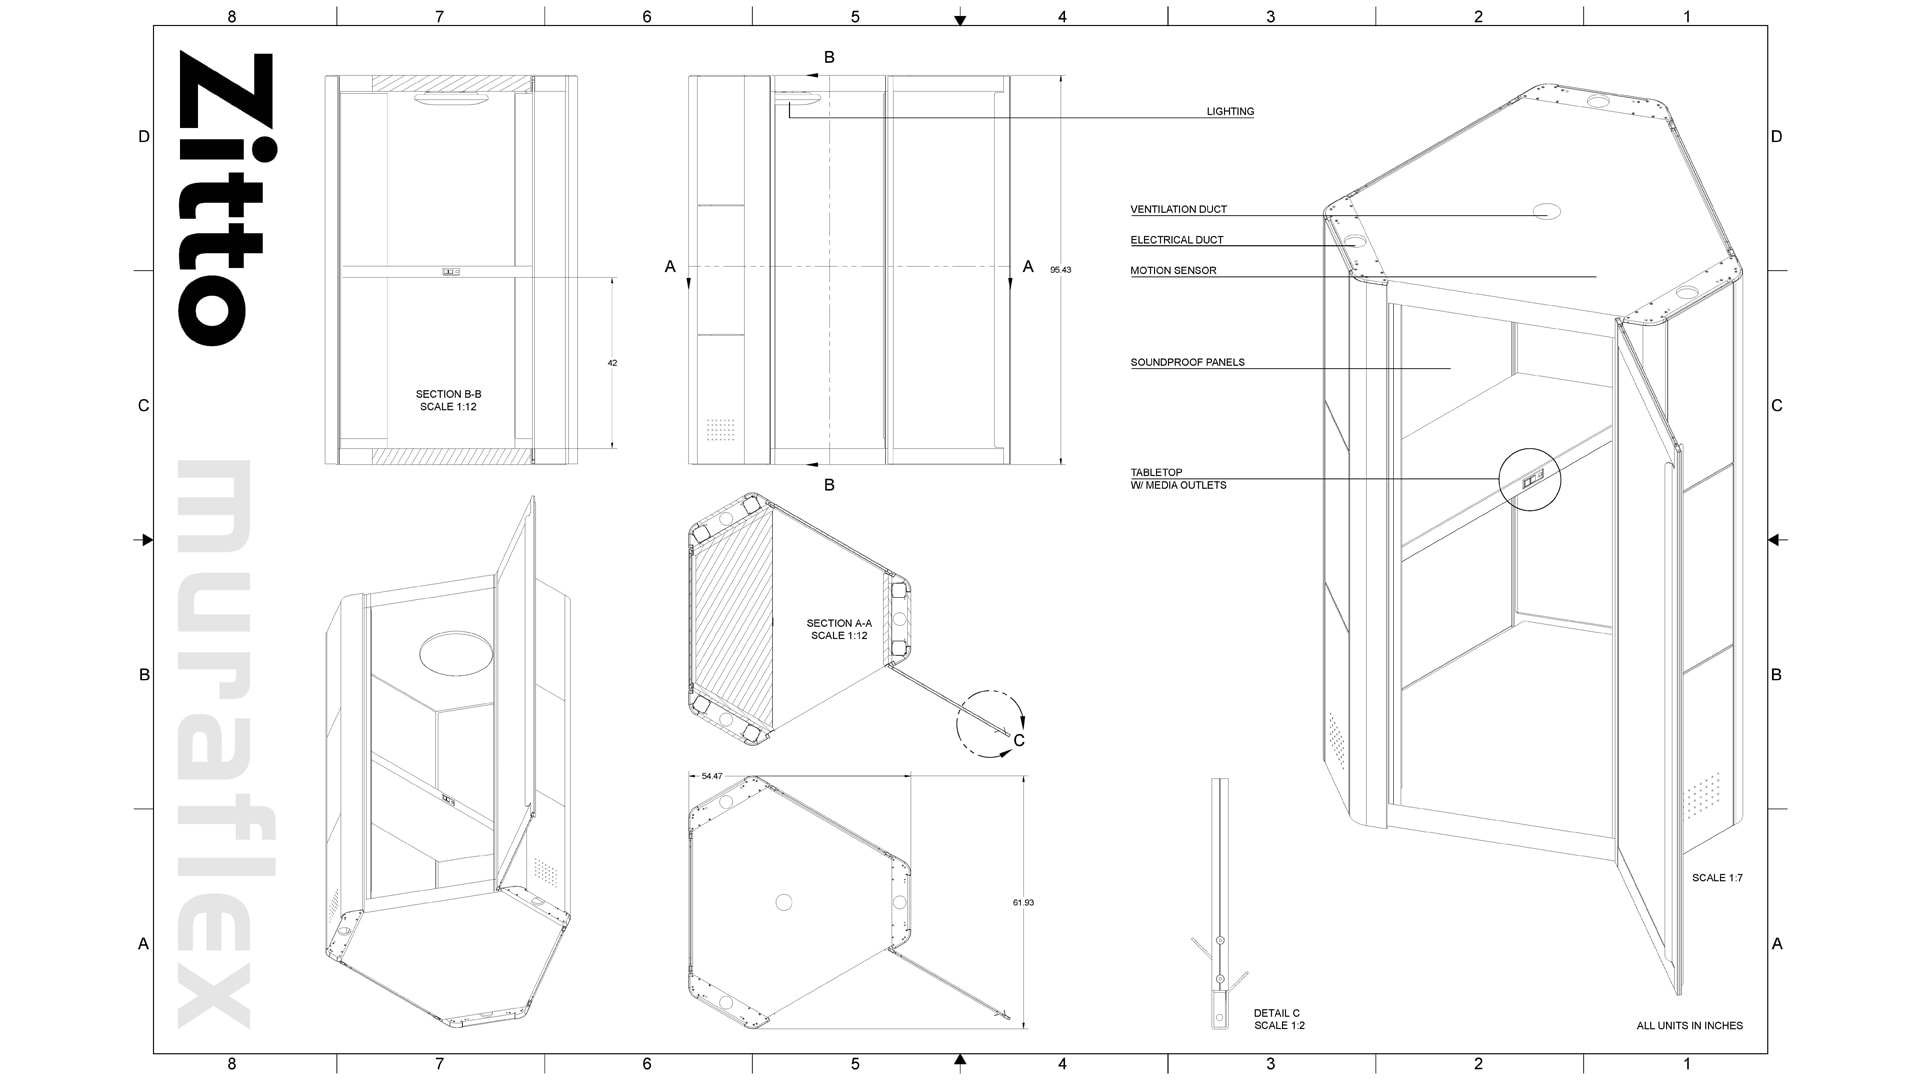 8 7 6 5 4 3 2 1
Zitto
muraflex
D
C
B
A
B
B
A
A
95.43
42
SECTION B-B
SCALE 1:12
LIGHTING
VENTILATION DUCT
ELECTRICAL DUCT
MOTION SENSOR
SOUNDPROOF PANELS
TABLETOP
W/ MEDIA OUTLETS
SECTION A-A
SCALE 1:12
C
54.47
61.93
DETAIL C
SCALE 1:2
SCALE 1:7
ALL UNITS IN INCHES
D
C
B
A
8 7 6 5 4 3 2 1